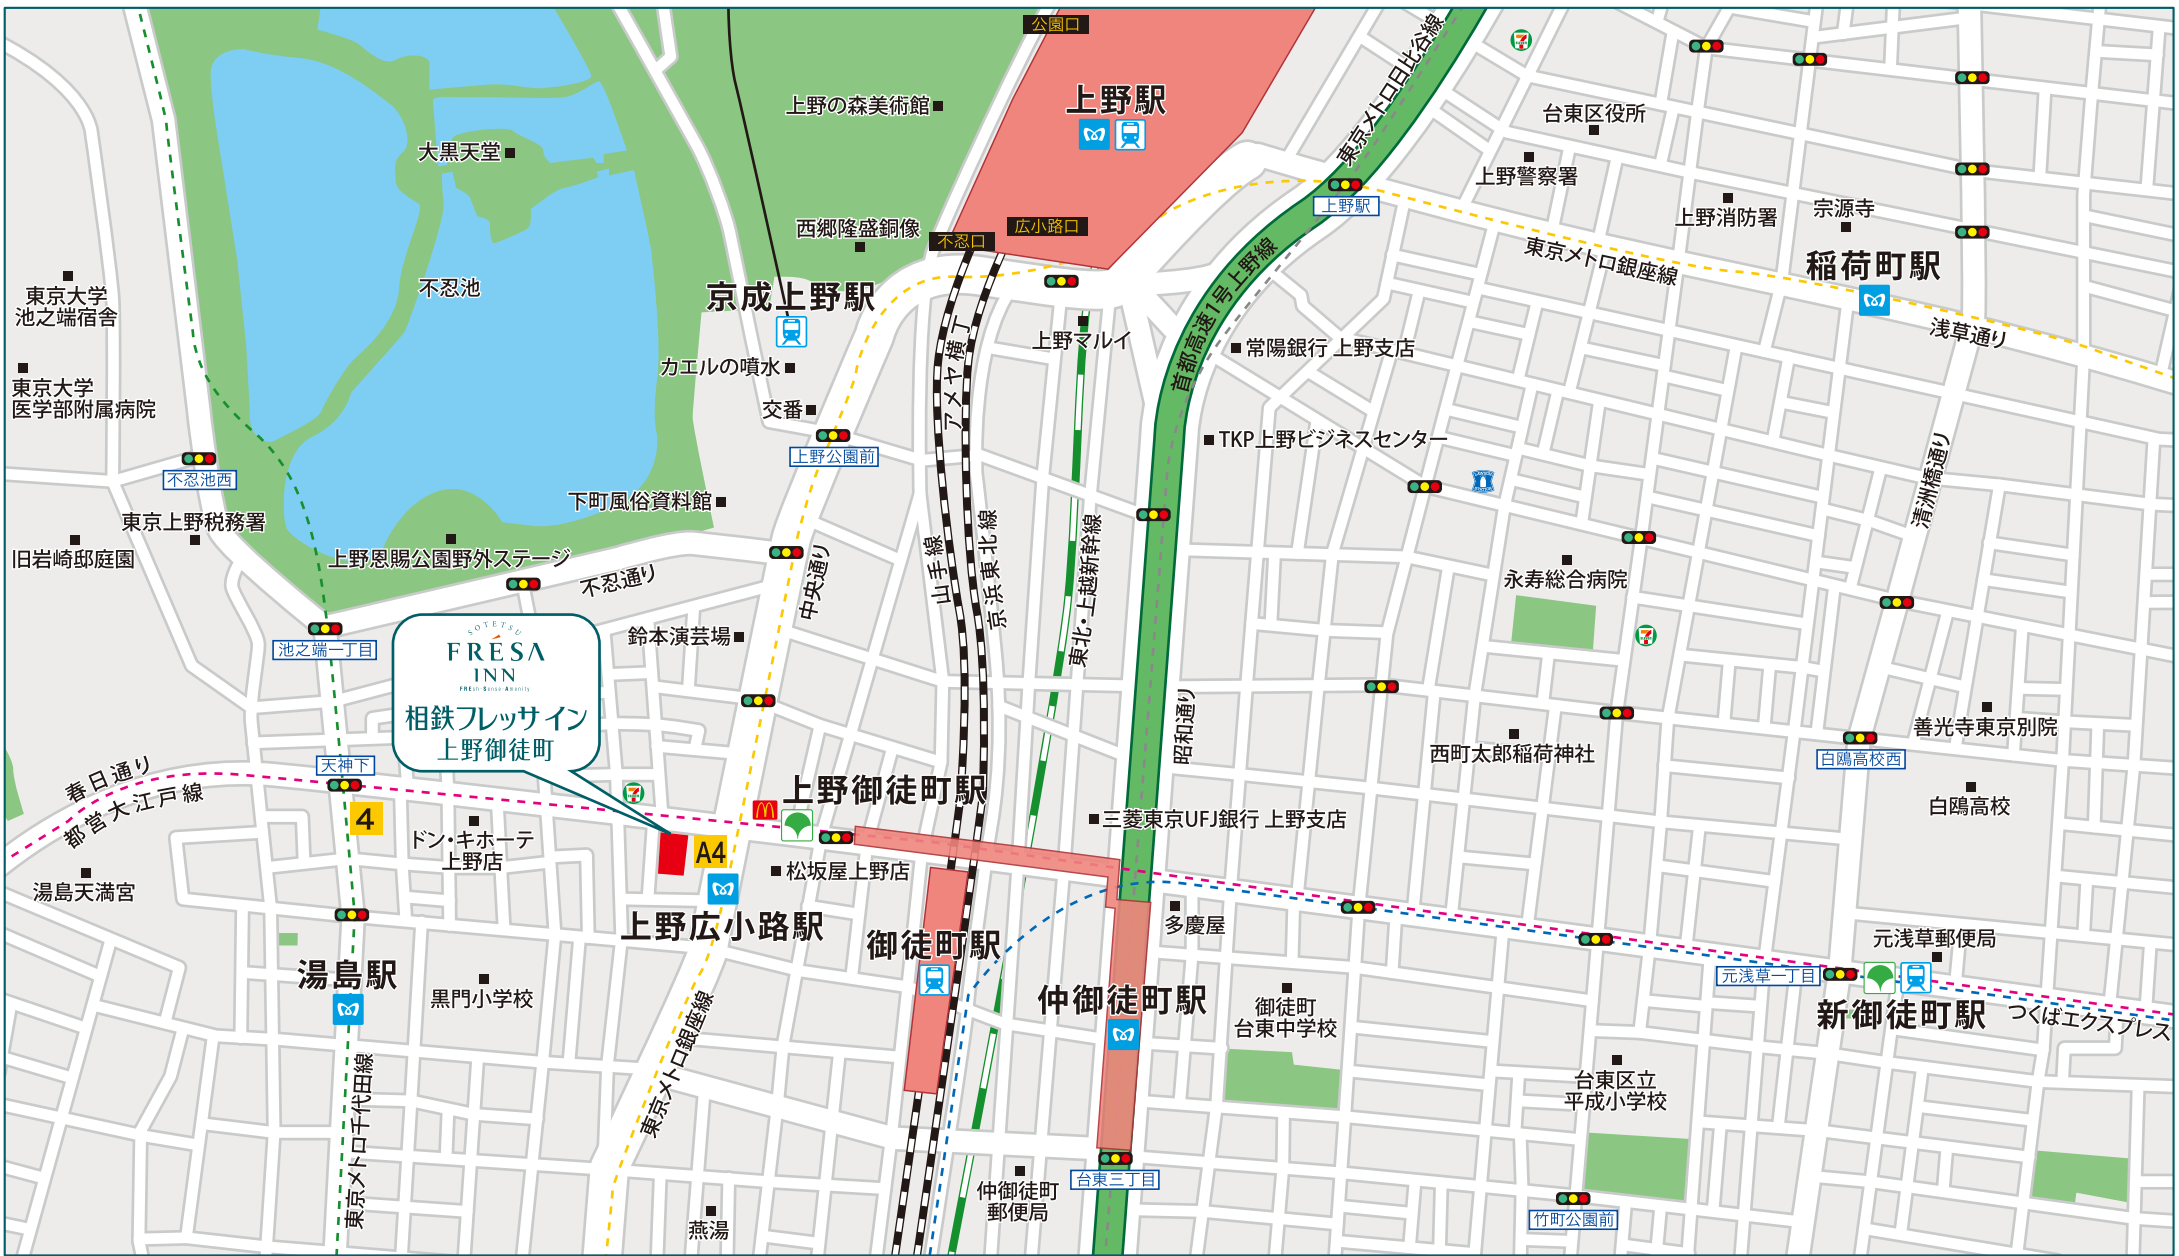 公園口
上野駅
上野の森美術館
大黒天堂
西郷隆盛銅像
不忍口
広小路口
東京メトロ日比谷線
台東区役所
上野警察署
上野駅
上野消防署
宗源寺
東京メトロ銀座線
稲荷町駅
浅草通り
東京大学
池之端宿舎
不忍池
京成上野駅
カエルの噴水
交番
上野公園前
アメヤ横丁
上野マルイ
首都高速1号上野線
常陽銀行 上野支店
TKP上野ビジネスセンター
清洲橋通り
東京大学
医学部附属病院
不忍池西
東京上野税務署
旧岩崎邸庭園
下町風俗資料館
上野恩賜公園野外ステージ
不忍通り
中央通り
山手線
京浜東北線
東北・上越新幹線
永寿総合病院
池之端一丁目
鈴本演芸場
SOTETSU
FRESA
INN
FREsh·Sense·Amenity
相鉄フレッサイン
上野御徒町
昭和通り
西町太郎稲荷神社
善光寺東京別院
白鴎高校西
白鴎高校
春日通り
都営大江戸線
天神下
4
ドン・キホーテ
上野店
上野御徒町駅
A4
松坂屋上野店
三菱東京UFJ銀行 上野支店
湯島天満宮
上野広小路駅
御徒町駅
多慶屋
湯島駅
黒門小学校
東京メトロ銀座線
仲御徒町駅
御徒町
台東中学校
元浅草郵便局
元浅草一丁目
新御徒町駅
つくばエクスプレス
東京メトロ千代田線
台東区立
平成小学校
台東三丁目
仲御徒町
郵便局
燕湯
竹町公園前